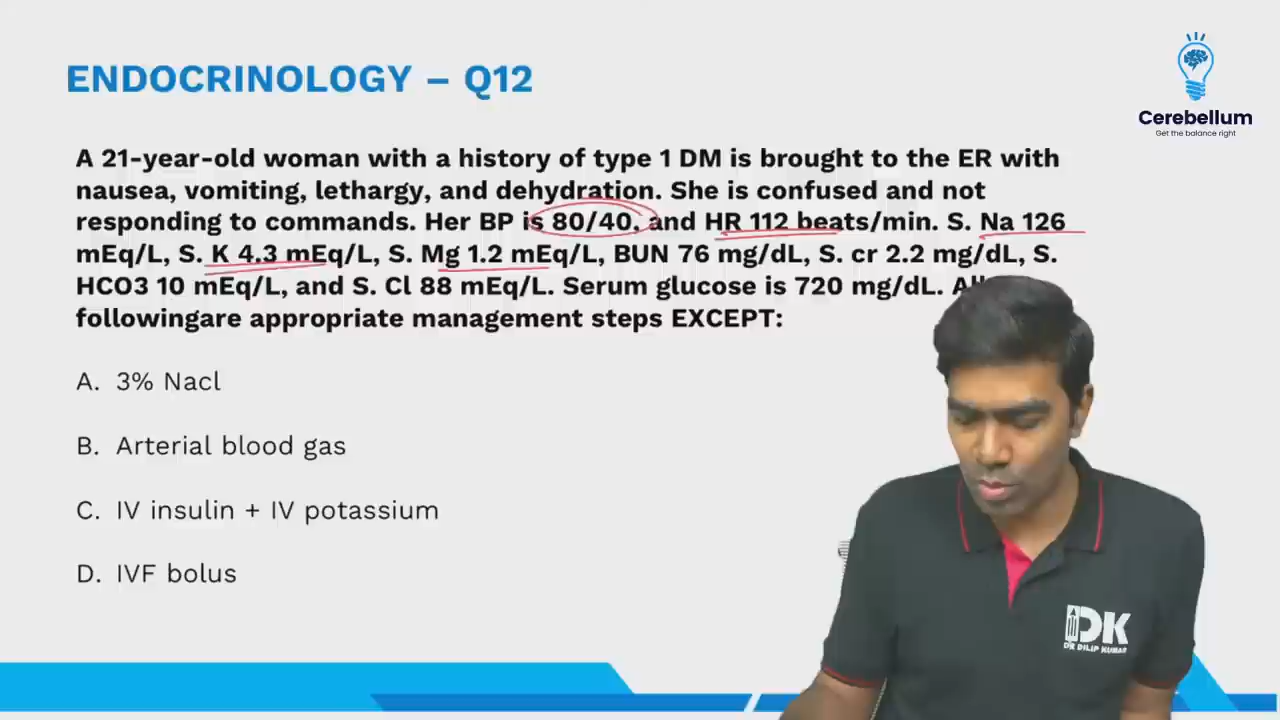 ENDOCRINOLOGY – Q12
Cerebellum
Get the balance right
A 21-year-old woman with a history of type 1 DM is brought to the ER with
nausea, vomiting, lethargy, and dehydration. She is confused and not
responding to commands. Her BP is 80/40, and HR 112 beats/min. S. Na 126
mEq/L, S. K 4.3 mEq/L, S. Mg 1.2 mEq/L, BUN 76 mg/dL, S. cr 2.2 mg/dL, S.
HCO3 10 mEq/L, and S. Cl 88 mEq/L. Serum glucose is 720 mg/dL.
followingare appropriate management steps EXCEPT:
A. 3% Nacl
B. Arterial blood gas
C. IV insulin + IV potassium
D. IVF bolus
DK
DR DILIP KUMAR